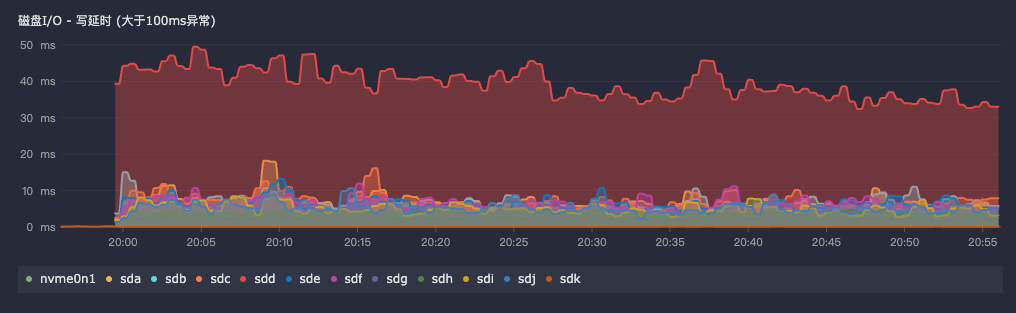 磁盘I/O - 写延时 (大于100ms异常)
50 ms
40 ms
30 ms
20 ms
10 ms
0 ms
20:00 20:05 20:10 20:15 20:20 20:25 20:30 20:35 20:40 20:45 20:50 20:55
nvme0n1 sda sdb sdc sdd sde sdf sdg sdh sdi sdj sdk